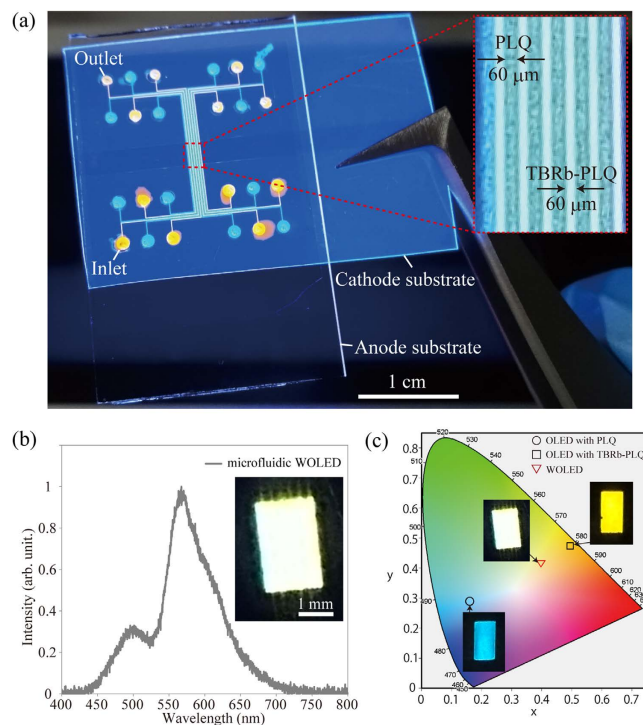 (a)
Outlet
PLQ
60 μm
TBRb-PLQ
60 μm
Inlet
Cathode substrate
Anode substrate
1 cm
(b)
microfluidic WOLED
1
0.8
0.6
0.4
0.2
0
Intensity (arb. unit.)
1 mm
400 450 500 550 600 650 700 750 800
Wavelength (nm)
(c)
OLED with PLQ
OLED with TBRb-PLQ
WOLED
0.8
0.7
0.6
0.5
0.4
0.3
0.2
0.1
0
y
520
530
540
510
550
560
500
570
580
590
600
610
620
490
480
470
460
0 0.1 0.2 0.3 0.4 0.5 0.6 0.7
x